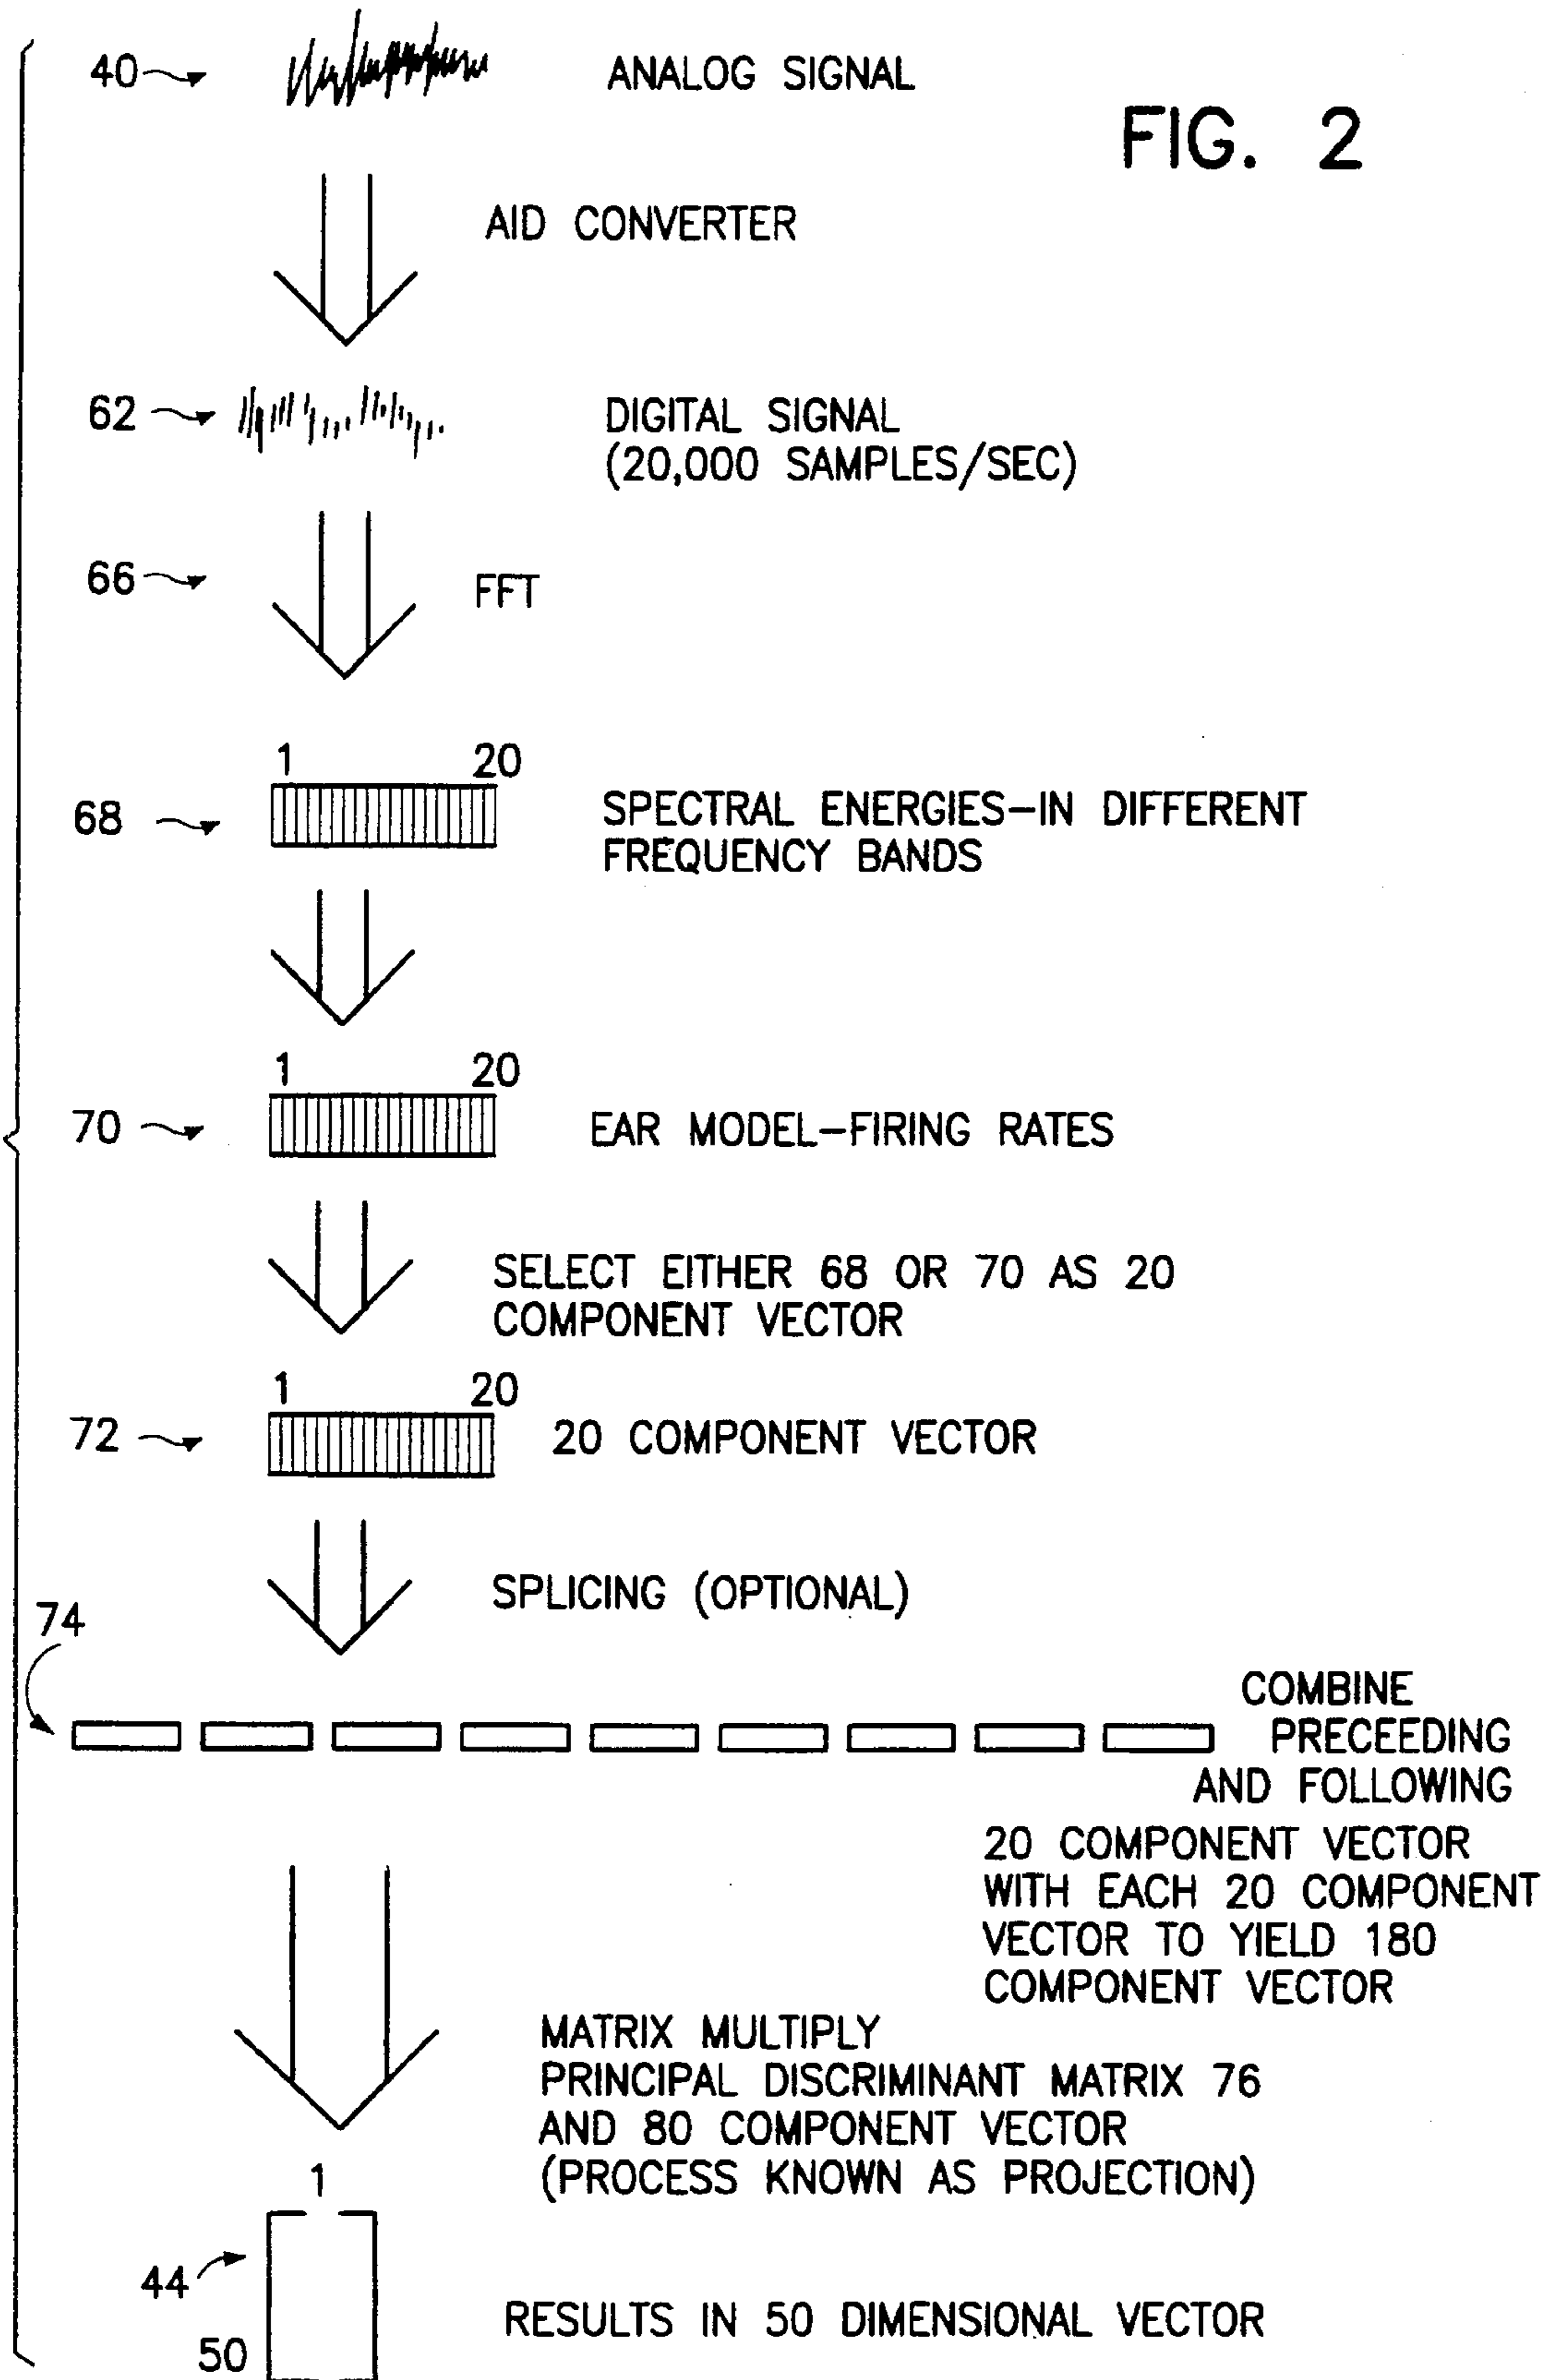 40
ANALOG SIGNAL
FIG. 2
AID CONVERTER
62
DIGITAL SIGNAL
(20,000 SAMPLES/SEC)
66
FFT
1 20
68
SPECTRAL ENERGIES-IN DIFFERENT
FREQUENCY BANDS
1 20
70
EAR MODEL-FIRING RATES
SELECT EITHER 68 OR 70 AS 20
COMPONENT VECTOR
1 20
72
20 COMPONENT VECTOR
SPLICING (OPTIONAL)
74
COMBINE
PRECEEDING
AND FOLLOWING
20 COMPONENT VECTOR
WITH EACH 20 COMPONENT
VECTOR TO YIELD 180
COMPONENT VECTOR
MATRIX MULTIPLY
PRINCIPAL DISCRIMINANT MATRIX 76
AND 80 COMPONENT VECTOR
(PROCESS KNOWN AS PROJECTION)
1
44
50
RESULTS IN 50 DIMENSIONAL VECTOR